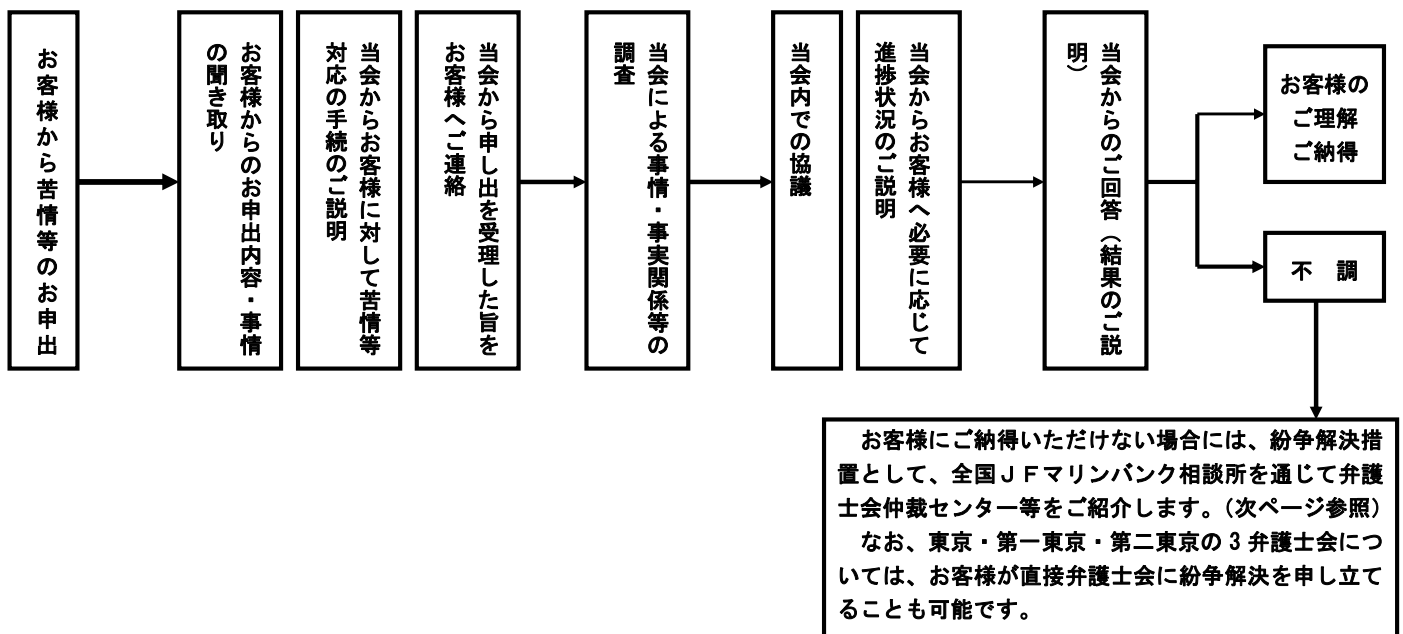 お客様から苦情等のお申出
お客様からのお申出内容・事情
の聞き取り
当会からお客様に対して苦情等
対応の手続のご説明
当会から申し出を受理した旨を
お客様へご連絡
当会による事情・事実関係等の
調査
当会内での協議
当会からお客様へ必要に応じて
進捗状況のご説明
当会からのご回答（結果のご説
明）
お客様の
ご理解
ご納得
不　調
お客様にご納得いただけない場合には、紛争解決措
置として、全国ＪＦマリンバンク相談所を通じて弁護
士会仲裁センター等をご紹介します。（次ページ参照）
なお、東京・第一東京・第二東京の３弁護士会につ
いては、お客様が直接弁護士会に紛争解決を申し立て
ることも可能です。